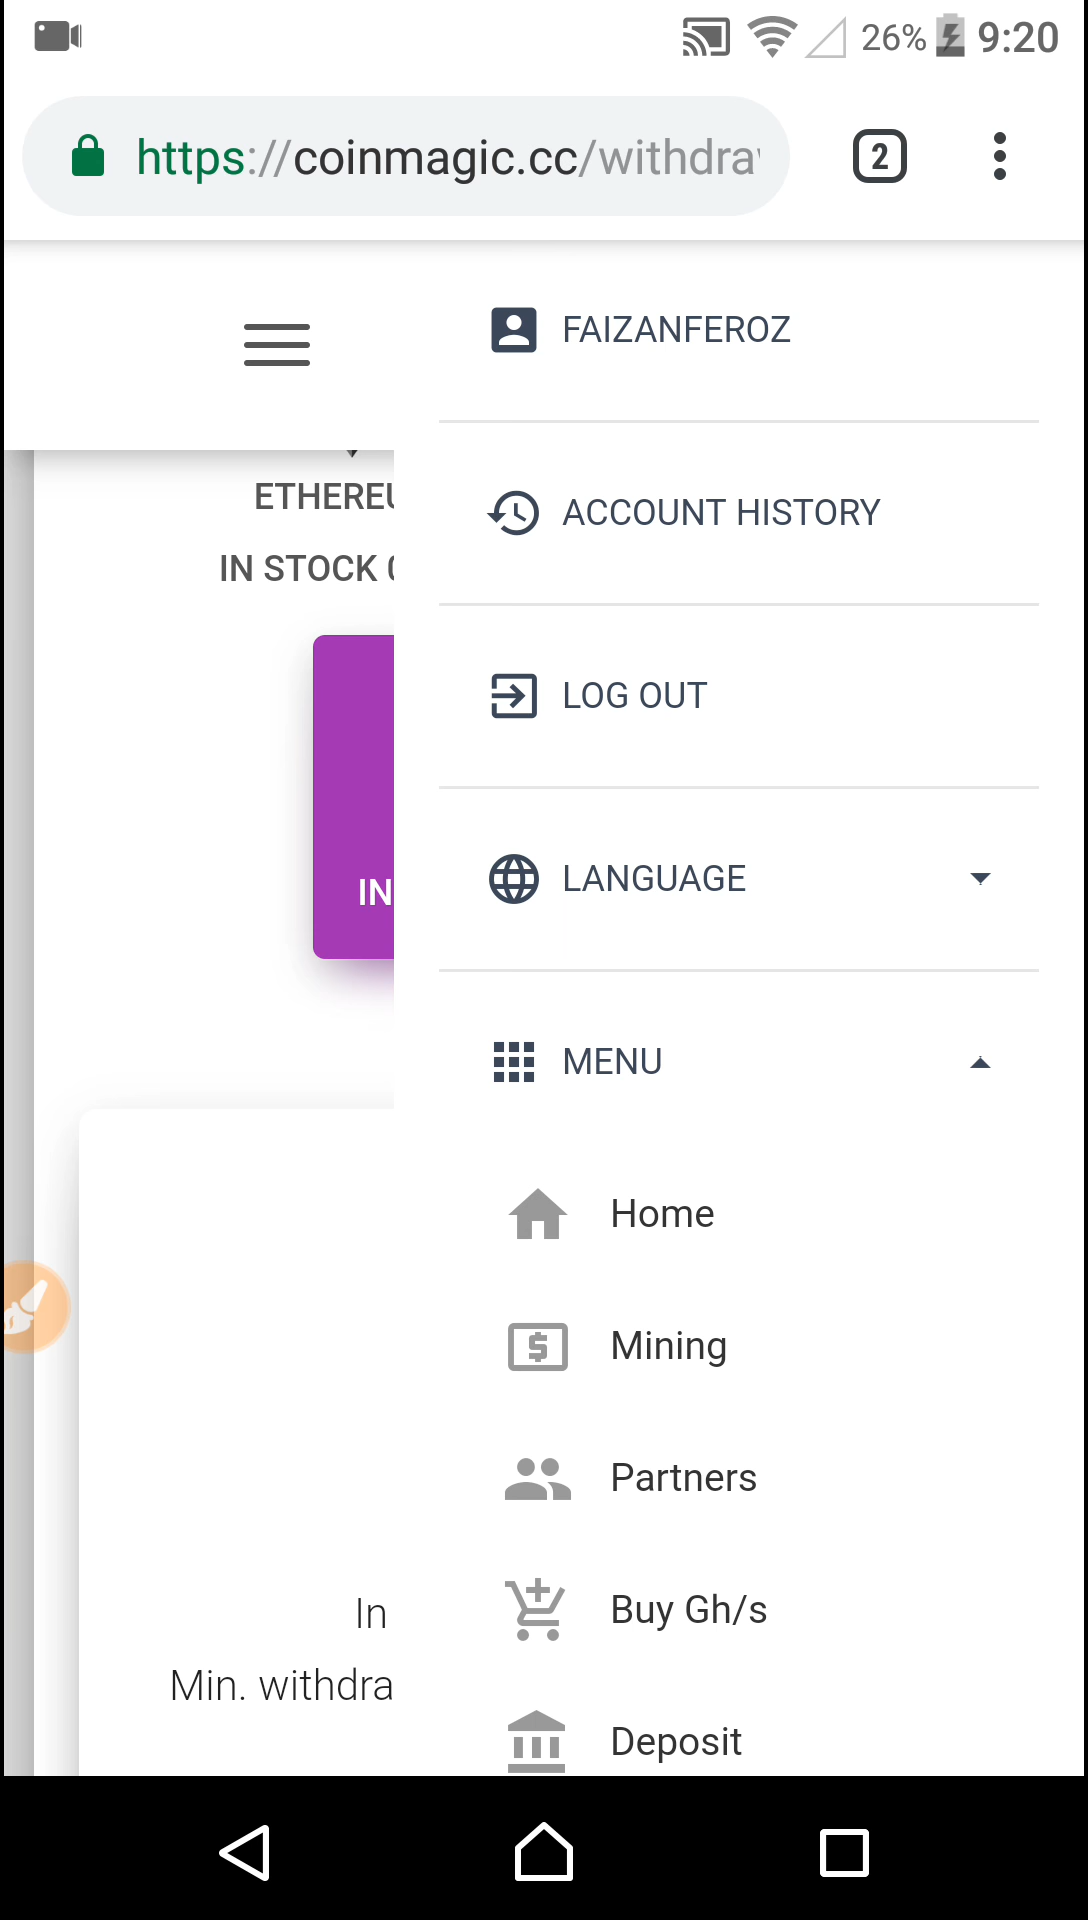 26% 9:20
https://coinmagic.cc/withdra
2
FAIZANFEROZ
ACCOUNT HISTORY
LOG OUT
LANGUAGE
MENU
Home
Mining
Partners
Buy Gh/s
Deposit
ETHEREU
IN STOCK
IN
In
Min. withdra